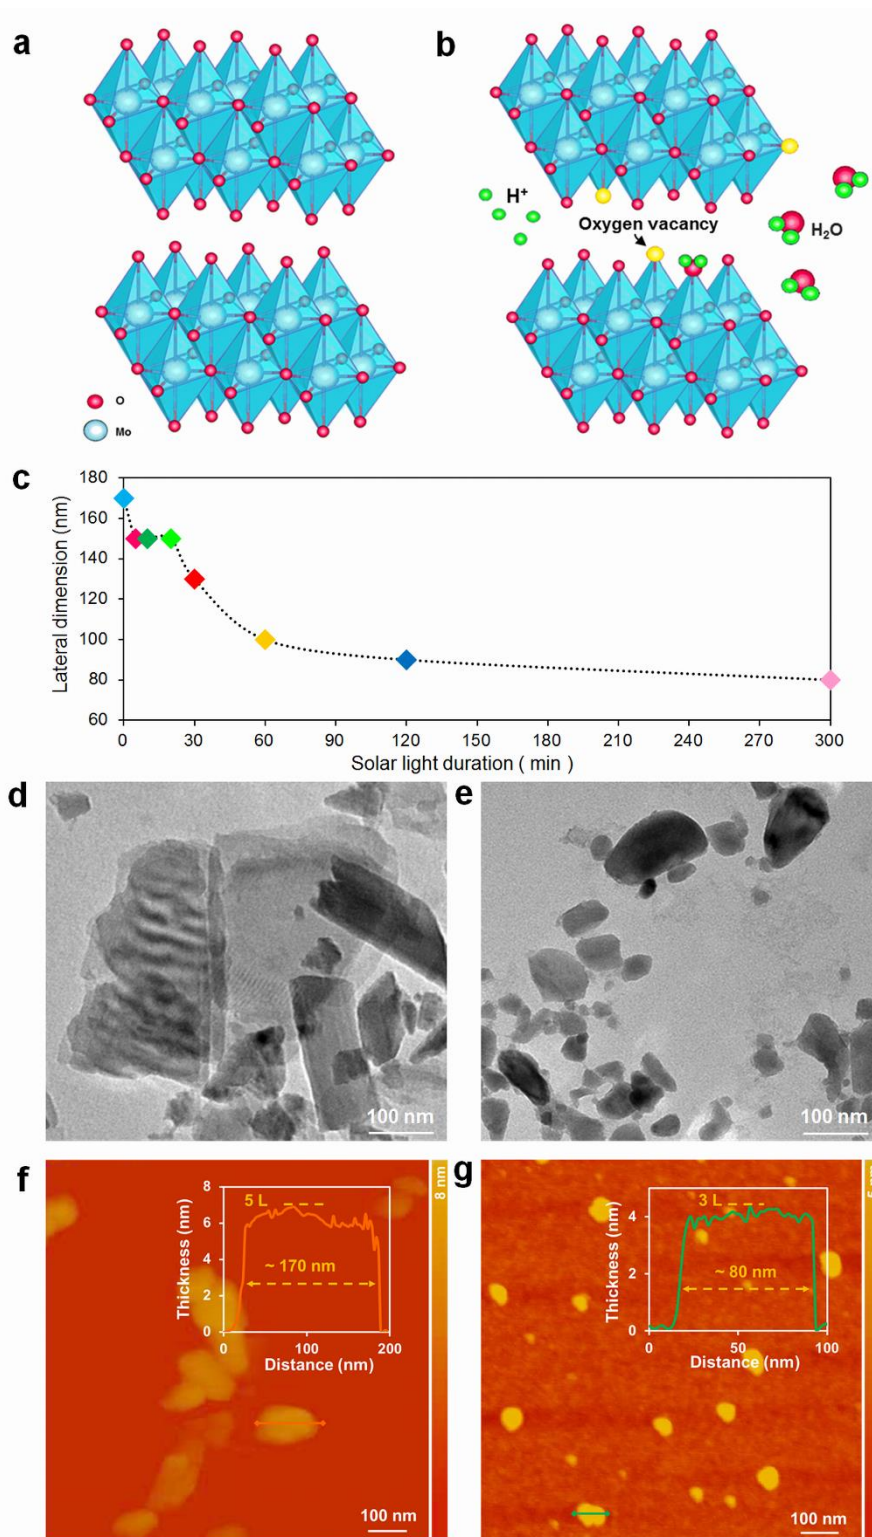 a
b
H+
Oxygen vacancy
H2O
O
Mo
c
180
160
140
120
100
80
60
Lateral dimension (nm)
0
30
60
90
120
150
180
210
240
270
300
Solar light duration ( min )
d
100 nm
e
100 nm
f
8
6
4
2
0
Thickness (nm)
5 L
~ 170 nm
0
100
200
Distance (nm)
8 nm
100 nm
g
4
2
0
Thickness (nm)
3 L
~ 80 nm
0
50
100
Distance (nm)
100 nm